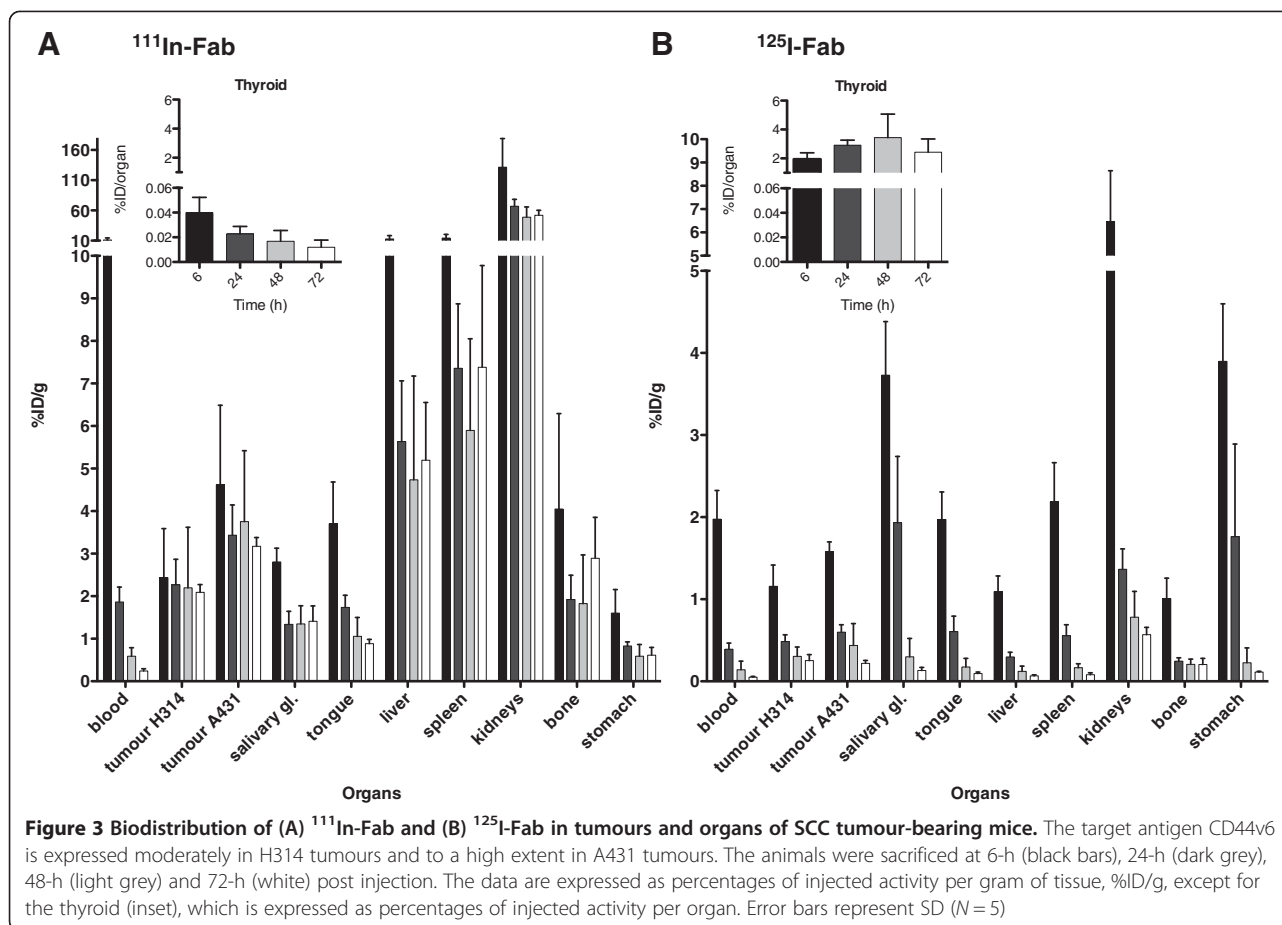 A
¹¹¹In-Fab
Thyroid
%ID/organ
6
4
2
0.06
0.04
0.02
0.00
6
24
48
72
Time (h)
%ID/g
160
110
60
10
10
9
8
7
6
5
4
3
2
1
0
blood
tumour H314
tumour A431
salivary gl.
tongue
liver
spleen
kidneys
bone
stomach
Organs
B
¹²⁵I-Fab
Thyroid
%ID/organ
6
4
2
0.06
0.04
0.02
0.00
6
24
48
72
Time (h)
%ID/g
10
9
8
7
6
5
5
4
3
2
1
0
blood
tumour H314
tumour A431
salivary gl.
tongue
liver
spleen
kidneys
bone
stomach
Organs
Figure 3 Biodistribution of (A) ¹¹¹In-Fab and (B) ¹²⁵I-Fab in tumours and organs of SCC tumour-bearing mice. The target antigen CD44v6
is expressed moderately in H314 tumours and to a high extent in A431 tumours. The animals were sacrificed at 6-h (black bars), 24-h (dark grey),
48-h (light grey) and 72-h (white) post injection. The data are expressed as percentages of injected activity per gram of tissue, %ID/g, except for
the thyroid (inset), which is expressed as percentages of injected activity per organ. Error bars represent SD (N = 5)